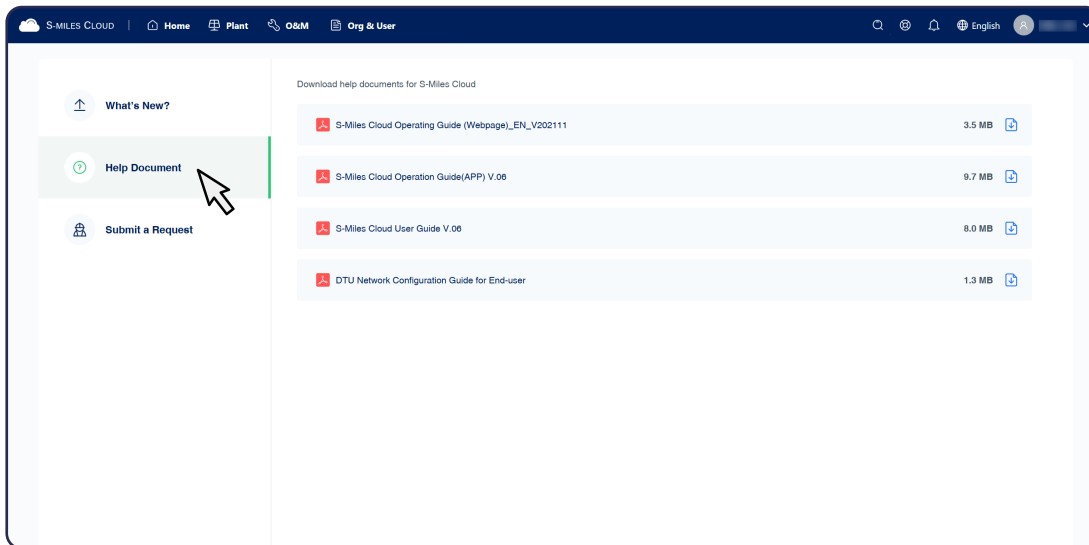 S-MILES CLOUD | Home Plant O&M Org & User English
Download help documents for S-Miles Cloud
What's New?
S-Miles Cloud Operating Guide (Webpage)_EN_V202111 3.5 MB
Help Document
S-Miles Cloud Operation Guide(APP) V.06 9.7 MB
Submit a Request
S-Miles Cloud User Guide V.06 8.0 MB
DTU Network Configuration Guide for End-user 1.3 MB